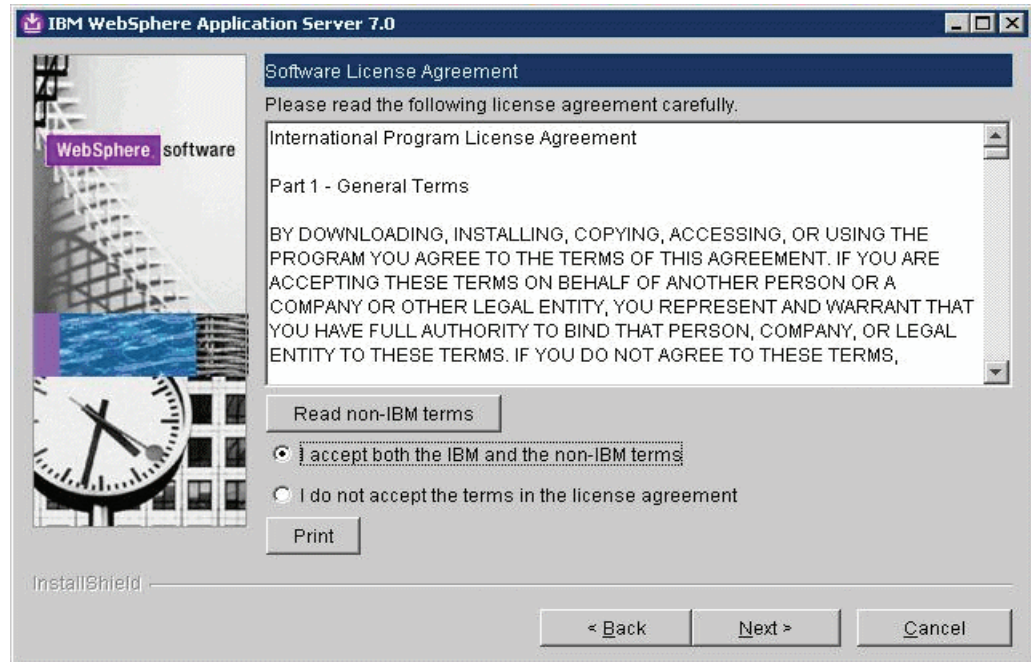 IBM WebSphere Application Server 7.0
WebSphere software
Software License Agreement
Please read the following license agreement carefully.
International Program License Agreement
Part 1 - General Terms
BY DOWNLOADING, INSTALLING, COPYING, ACCESSING, OR USING THE
PROGRAM YOU AGREE TO THE TERMS OF THIS AGREEMENT. IF YOU ARE
ACCEPTING THESE TERMS ON BEHALF OF ANOTHER PERSON OR A
COMPANY OR OTHER LEGAL ENTITY, YOU REPRESENT AND WARRANT THAT
YOU HAVE FULL AUTHORITY TO BIND THAT PERSON, COMPANY, OR LEGAL
ENTITY TO THESE TERMS. IF YOU DO NOT AGREE TO THESE TERMS,
Read non-IBM terms
I accept both the IBM and the non-IBM terms
I do not accept the terms in the license agreement
Print
InstallShield
< Back
Next >
Cancel